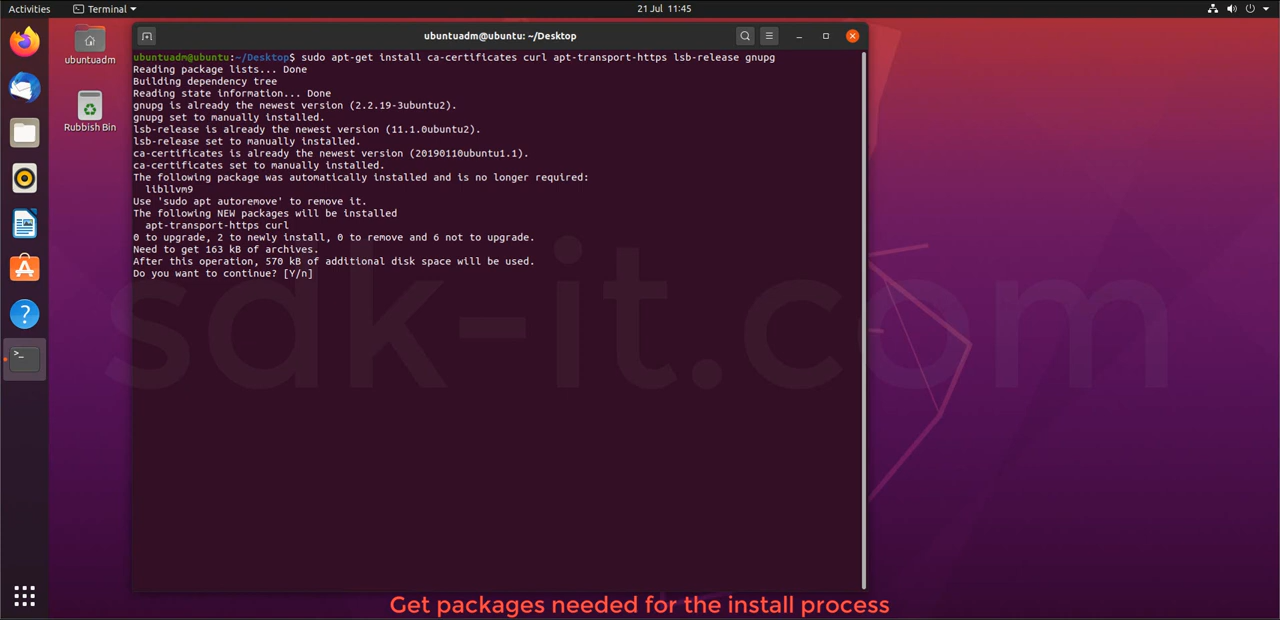 Activities
Terminal
21 Jul 11:45
ubuntuadm
Rubbish Bin
ubuntuadm@ubuntu: ~/Desktop
ubuntuadm@ubuntu:~/Desktop$ sudo apt-get install ca-certificates curl apt-transport-https lsb-release gnupg
Reading package lists... Done
Building dependency tree
Reading state information... Done
gnupg is already the newest version (2.2.19-3ubuntu2).
gnupg set to manually installed.
lsb-release is already the newest version (11.1.0ubuntu2).
lsb-release set to manually installed.
ca-certificates is already the newest version (20190110ubuntu1.1).
ca-certificates set to manually installed.
The following package was automatically installed and is no longer required:
libllvm9
Use 'sudo apt autoremove' to remove it.
The following NEW packages will be installed
apt-transport-https curl
0 to upgrade, 2 to newly install, 0 to remove and 6 not to upgrade.
Need to get 163 kB of archives.
After this operation, 570 kB of additional disk space will be used.
Do you want to continue? [Y/n]
sdk-it.com
Get packages needed for the install process